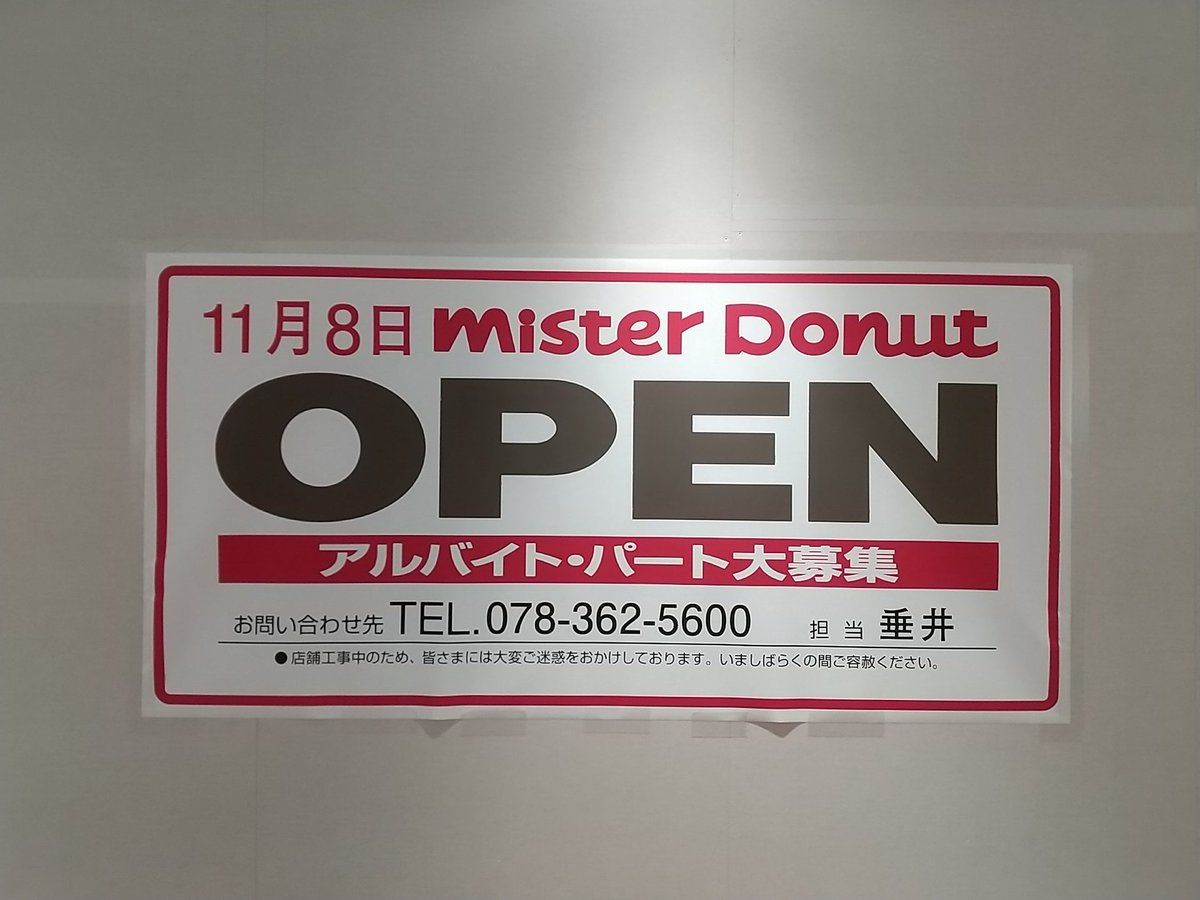 11月8日 mister Donut
OPEN
アルバイト・パート大募集
お問い合わせ先 TEL.078-362-5600 担当 垂井
●店舗工事中のため、皆さまには大変ご迷惑をおかけしております。いましばらくの間ご容赦ください。